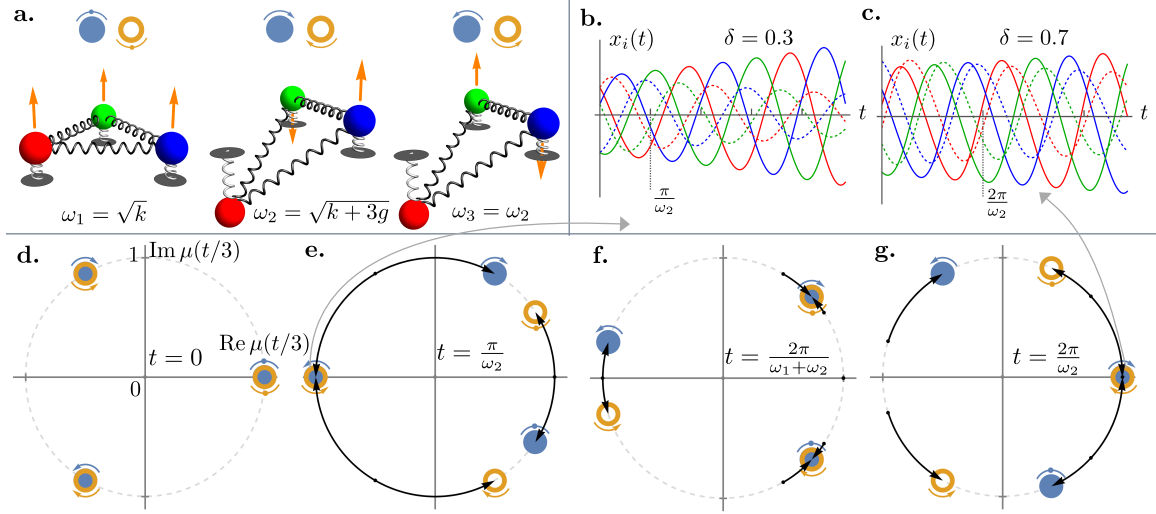 a.
ω₁ = √k
ω₂ = √(k + 3g)
ω₃ = ω₂
b.
xᵢ(t)
δ = 0.3
t
π/ω₂
c.
xᵢ(t)
δ = 0.7
t
2π/ω₂
d.
1
Im μ(t/3)
Re μ(t/3)
t = 0
0
e.
t = π/ω₂
f.
t = 2π/(ω₁+ω₂)
g.
t = 2π/ω₂